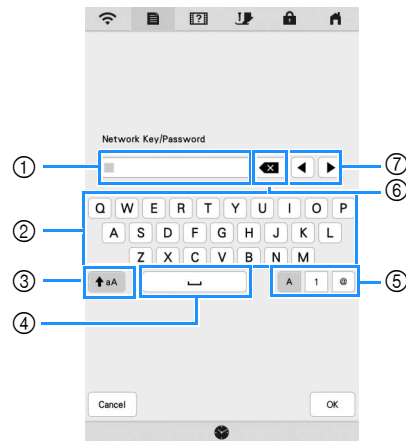 Network Key/Password
① ⑦
⑥
Q W E R T Y U I O P
② A S D F G H J K L
Z X C V B N M
③ aA A 1 @ ⑤
④
Cancel OK